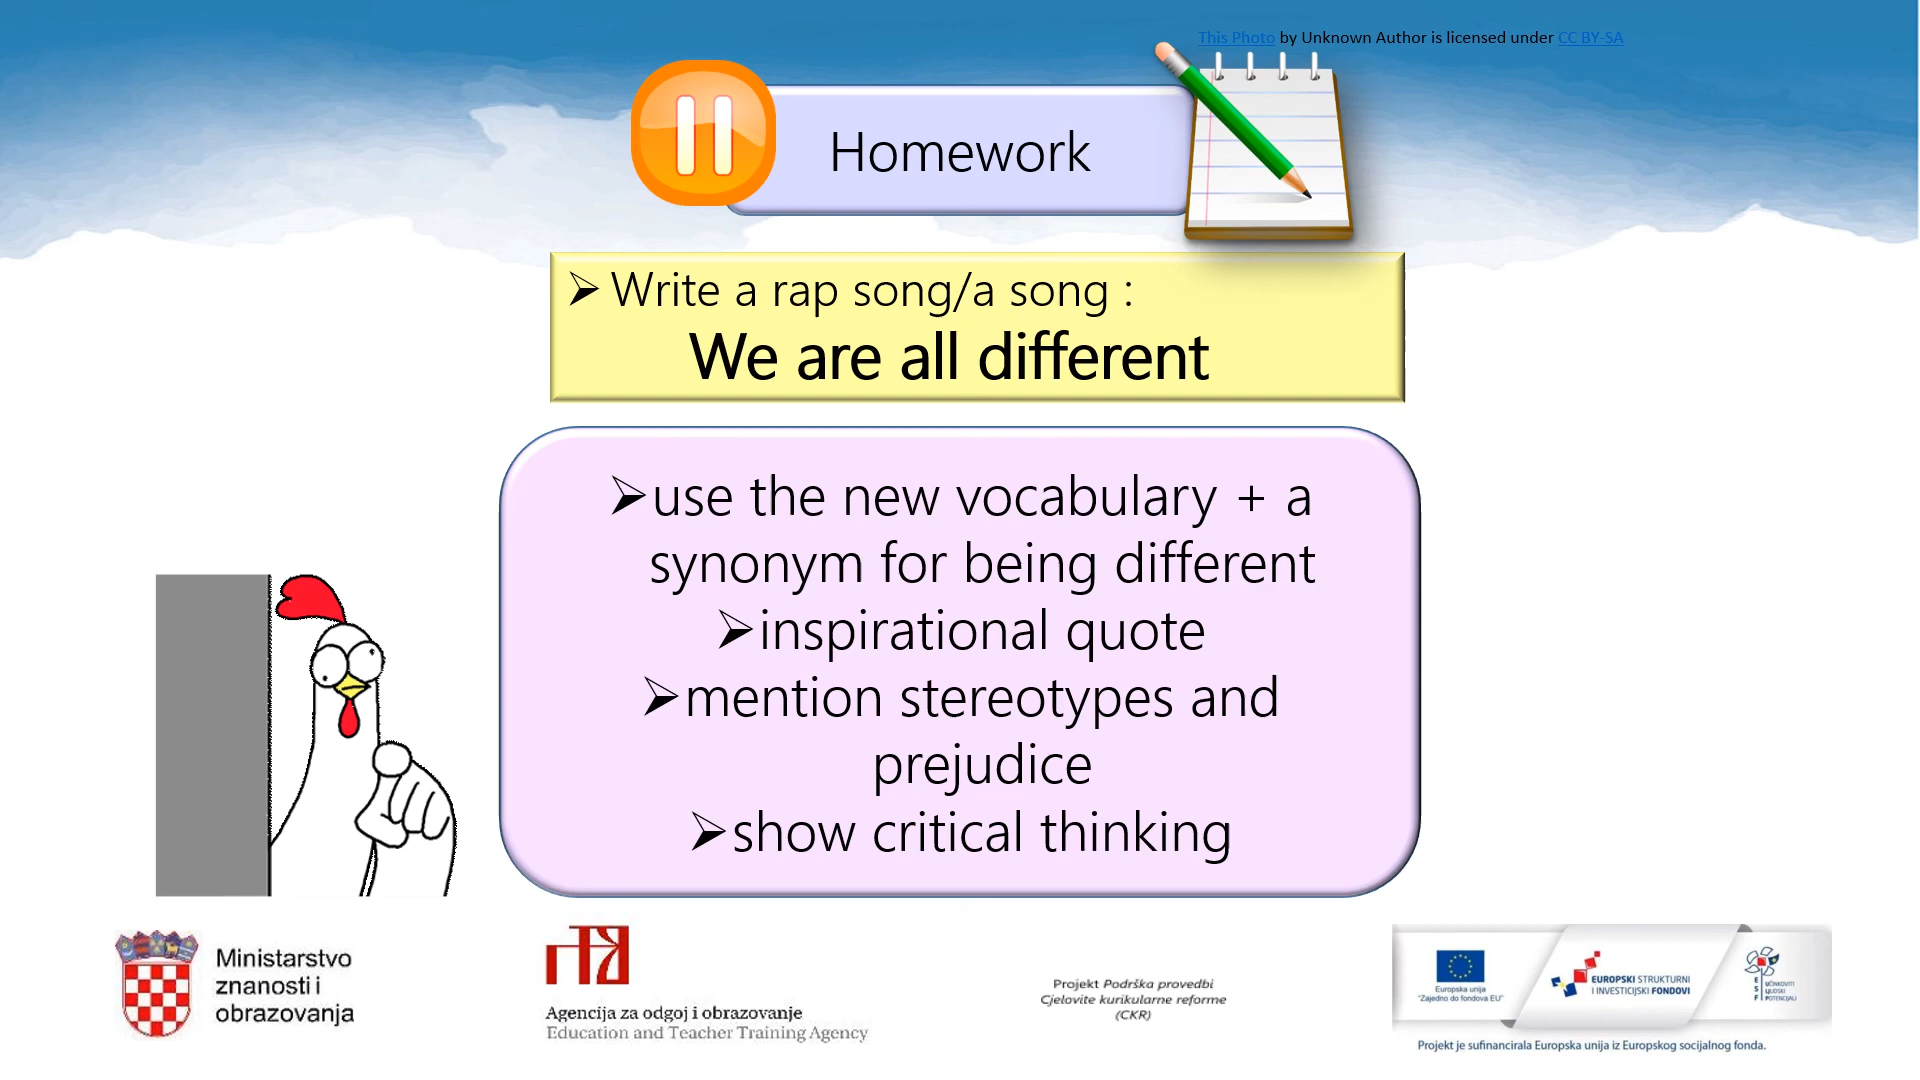 This Photo by Unknown Author is licensed under CC BY-SA
Homework
➢ Write a rap song/a song :
We are all different
➢use the new vocabulary + a
synonym for being different
➢inspirational quote
➢mention stereotypes and
prejudice
➢show critical thinking
Ministarstvo
znanosti i
obrazovanja
Agencija za odgoj i obrazovanje
Education and Teacher Training Agency
Projekt Podrška provedbi
Cjelovite kurikularne reforme
(CKR)
Europska unija
"Zajedno do fondova EU"
EUROPSKI STRUKTURNI
I INVESTICIJSKI FONDOVI
ESF
UČINKOVITI
LJUDSKI
POTENCIJALI
Projekt je sufinancirala Europska unija iz Europskog socijalnog fonda.